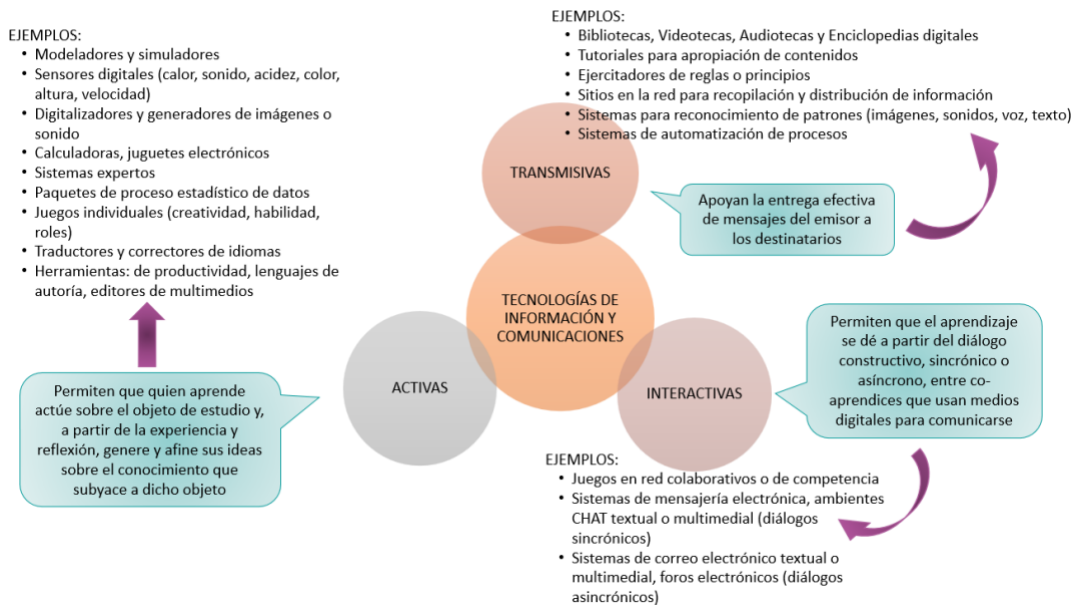 EJEMPLOS:
• Modeladores y simuladores
• Sensores digitales (calor, sonido, acidez, color,
altura, velocidad)
• Digitalizadores y generadores de imágenes o
sonido
• Calculadoras, juguetes electrónicos
• Sistemas expertos
• Paquetes de proceso estadístico de datos
• Juegos individuales (creatividad, habilidad,
roles)
• Traductores y correctores de idiomas
• Herramientas: de productividad, lenguajes de
autoría, editores de multimedios
EJEMPLOS:
• Bibliotecas, Videotecas, Audiotecas y Enciclopedias digitales
• Tutoriales para apropiación de contenidos
• Ejercitadores de reglas o principios
• Sitios en la red para recopilación y distribución de información
• Sistemas para reconocimiento de patrones (imágenes, sonidos, voz, texto)
• Sistemas de automatización de procesos
TRANSMISIVAS
Apoyan la entrega efectiva
de mensajes del emisor a
los destinatarios
TECNOLOGÍAS DE
INFORMACIÓN Y
COMUNICACIONES
ACTIVAS
INTERACTIVAS
Permiten que el aprendizaje
se dé a partir del diálogo
constructivo, sincrónico o
asíncrono, entre co-
aprendices que usan medios
digitales para comunicarse
Permiten que quien aprende
actúe sobre el objeto de estudio y,
a partir de la experiencia y
reflexión, genere y afine sus ideas
sobre el conocimiento que
subyace a dicho objeto
EJEMPLOS:
• Juegos en red colaborativos o de competencia
• Sistemas de mensajería electrónica, ambientes
CHAT textual o multimedial (diálogos
sincrónicos)
• Sistemas de correo electrónico textual o
multimedial, foros electrónicos (diálogos
asincrónicos)